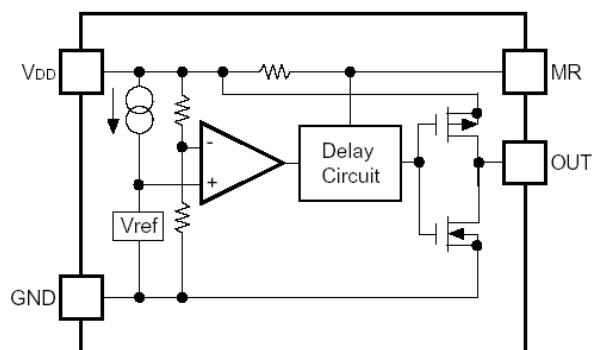 VDD
MR
-
+
Delay
Circuit
OUT
Vref
GND